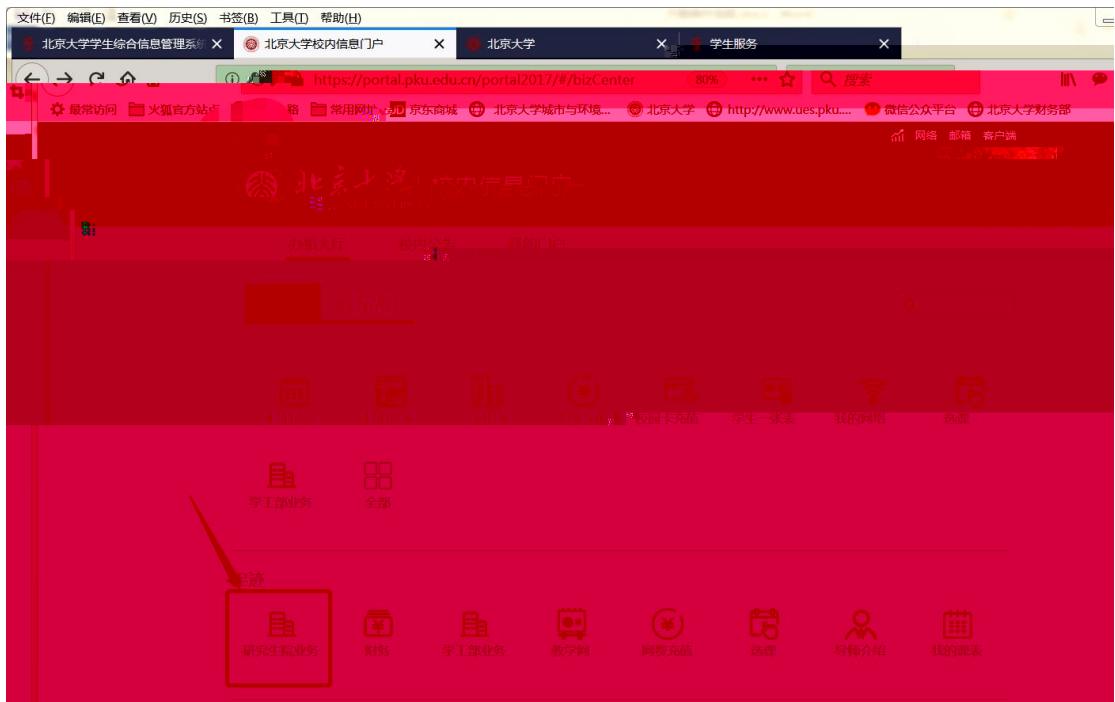 文件(F) 编辑(E) 查看(V) 历史(S) 书签(B) 工具(T) 帮助(H)
北京大学学生综合信息管理系统 北京大学校内信息门户 北京大学 学生服务
https://portal.pku.edu.cn/portal2017/#/bizCenter 80% 搜索
最常访问 火狐官方站点 常用网址 京东商城 北京大学城市与环境... 北京大学 http://www.ues.pku.... 微信公众平台 北京大学财务部
网络 邮箱 客户端
北京大学 校内信息门户
办事大厅
校园卡充值 学生一张表 我的网络 选课
学工部业务 全部
足迹
研究生院业务 财务 学工部业务 教学网 网费充值 选课 导师介绍 我的课表